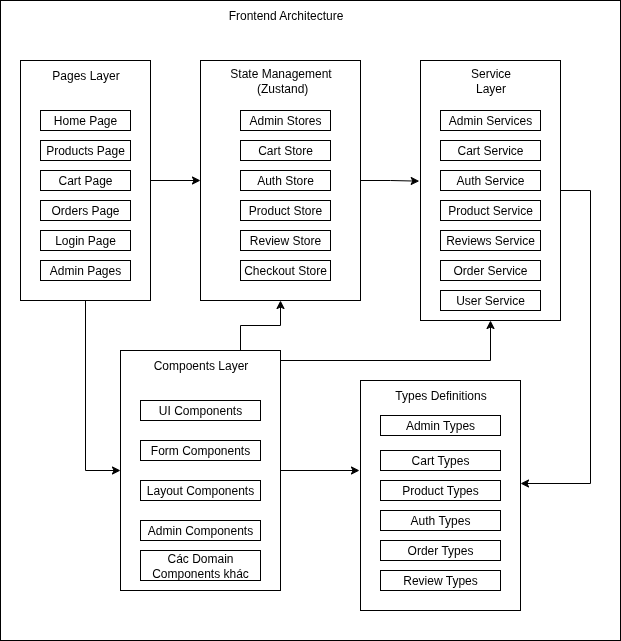 Frontend Architecture
Pages Layer
Home Page
Products Page
Cart Page
Orders Page
Login Page
Admin Pages
State Management
(Zustand)
Admin Stores
Cart Store
Auth Store
Product Store
Review Store
Checkout Store
Service
Layer
Admin Services
Cart Service
Auth Service
Product Service
Reviews Service
Order Service
User Service
Compoents Layer
UI Components
Form Components
Layout Components
Admin Components
Các Domain
Components khác
Types Definitions
Admin Types
Cart Types
Product Types
Auth Types
Order Types
Review Types